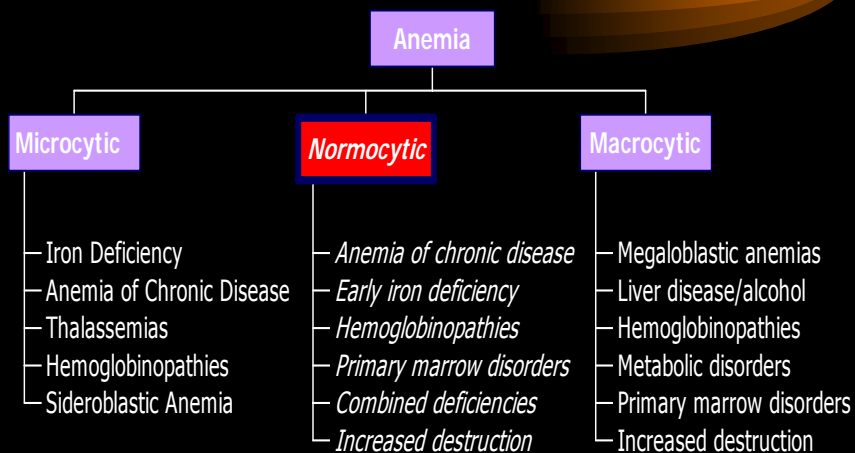 Anemia
Microcytic
Normocytic
Macrocytic
Iron Deficiency
Anemia of Chronic Disease
Thalassemias
Hemoglobinopathies
Sideroblastic Anemia
Anemia of chronic disease
Early iron deficiency
Hemoglobinopathies
Primary marrow disorders
Combined deficiencies
Increased destruction
Megaloblastic anemias
Liver disease/alcohol
Hemoglobinopathies
Metabolic disorders
Primary marrow disorders
Increased destruction